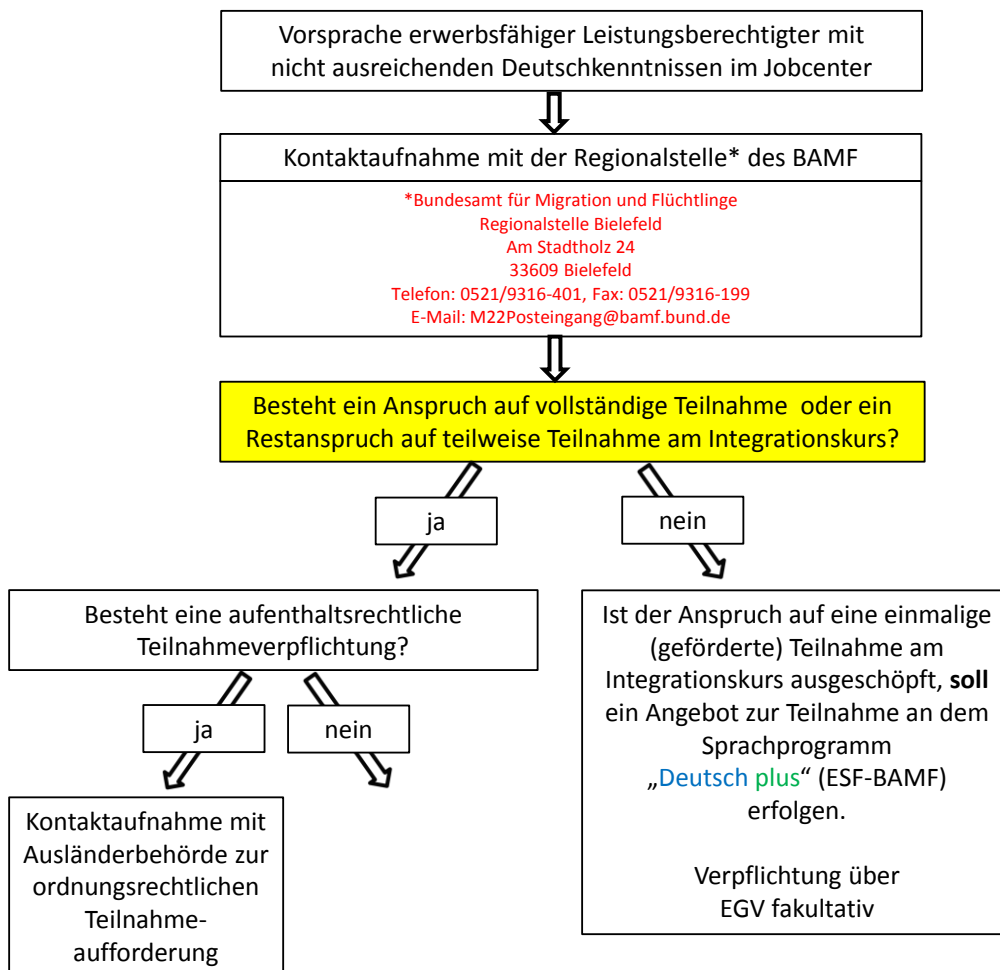 Vorsprache erwerbsfähiger Leistungsberechtigter mit
nicht ausreichenden Deutschkenntnissen im Jobcenter
Kontaktaufnahme mit der Regionalstelle* des BAMF
*Bundesamt für Migration und Flüchtlinge
Regionalstelle Bielefeld
Am Stadtholz 24
33609 Bielefeld
Telefon: 0521/9316-401, Fax: 0521/9316-199
E-Mail: M22Posteingang@bamf.bund.de
Besteht ein Anspruch auf vollständige Teilnahme oder ein
Restanspruch auf teilweise Teilnahme am Integrationskurs?
ja
nein
Besteht eine aufenthaltsrechtliche
Teilnahmeverpflichtung?
ja
nein
Kontaktaufnahme mit
Ausländerbehörde zur
ordnungsrechtlichen
Teilnahme-
aufforderung
Ist der Anspruch auf eine einmalige
(geförderte) Teilnahme am
Integrationskurs ausgeschöpft, soll
ein Angebot zur Teilnahme an dem
Sprachprogramm
„Deutsch plus“ (ESF-BAMF)
erfolgen.
Verpflichtung über
EGV fakultativ